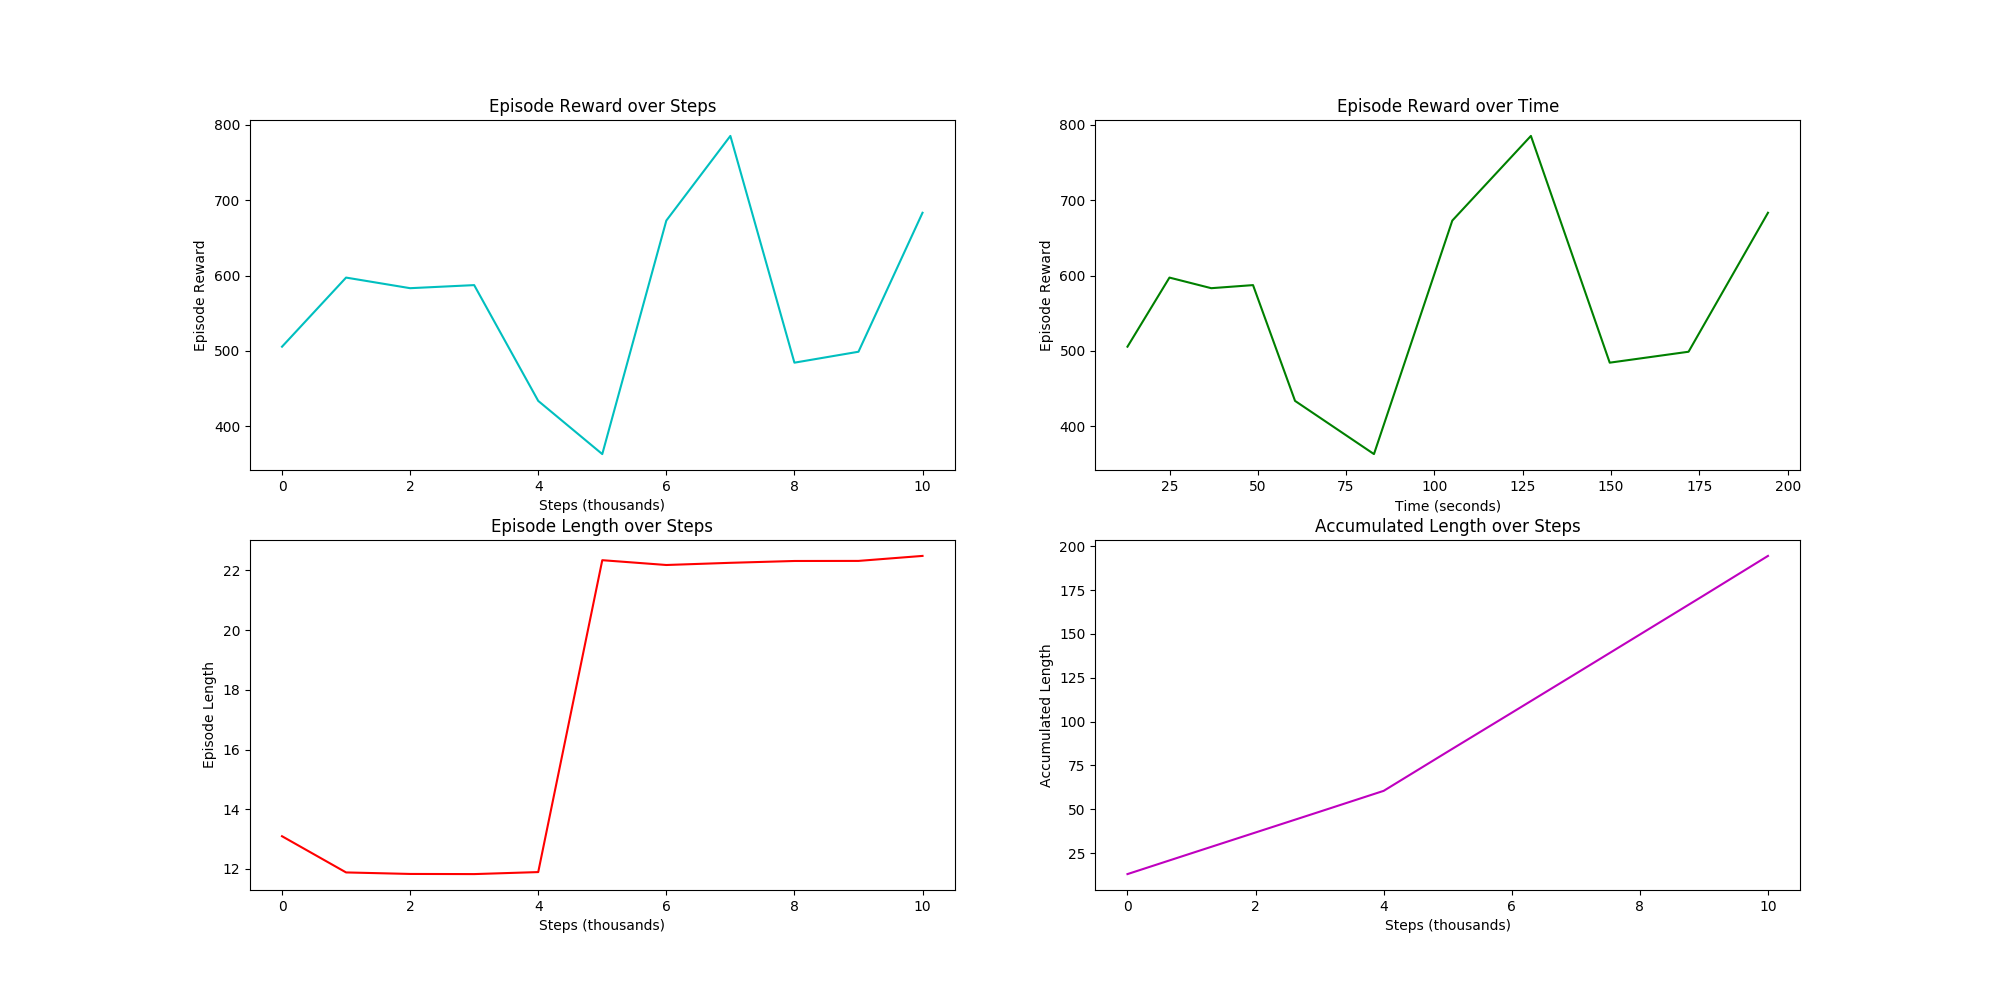 Episode Reward over Steps
800
700
600
500
400
Episode Reward
0 2 4 6 8 10
Steps (thousands)
Episode Reward over Time
800
700
600
500
400
Episode Reward
25 50 75 100 125 150 175 200
Time (seconds)
Episode Length over Steps
22
20
18
16
14
12
Episode Length
0 2 4 6 8 10
Steps (thousands)
Accumulated Length over Steps
200
175
150
125
100
75
50
25
Accumulated Length
0 2 4 6 8 10
Steps (thousands)